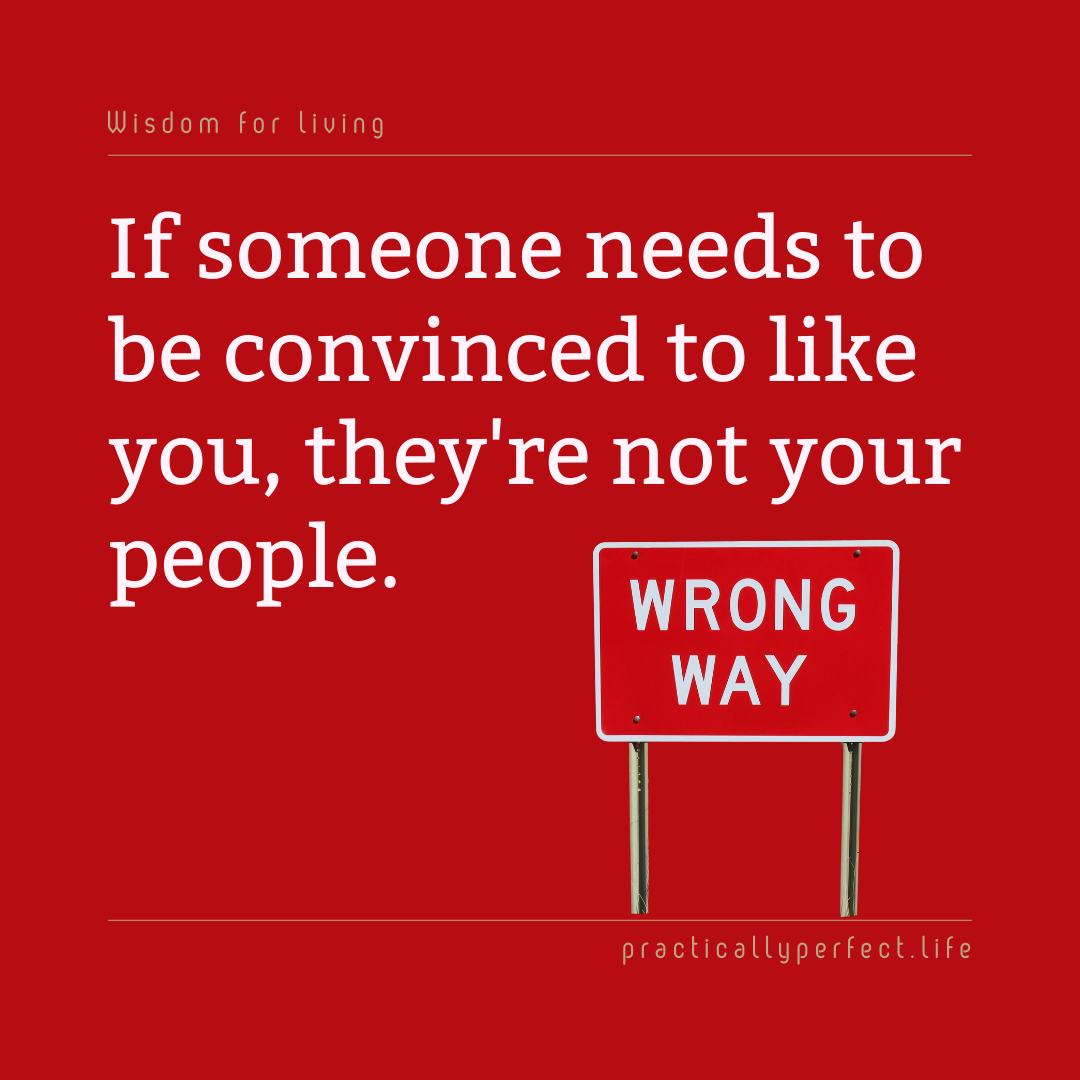 Wisdom for living
If someone needs to
be convinced to like
you, they're not your
people.
WRONG
WAY
practicallyperfect.life